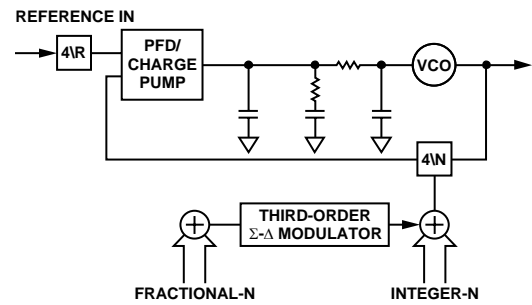 REFERENCE IN
4\R
PFD/
CHARGE
PUMP
VCO
4\N
THIRD-ORDER
Σ-Δ MODULATOR
FRACTIONAL-N
INTEGER-N